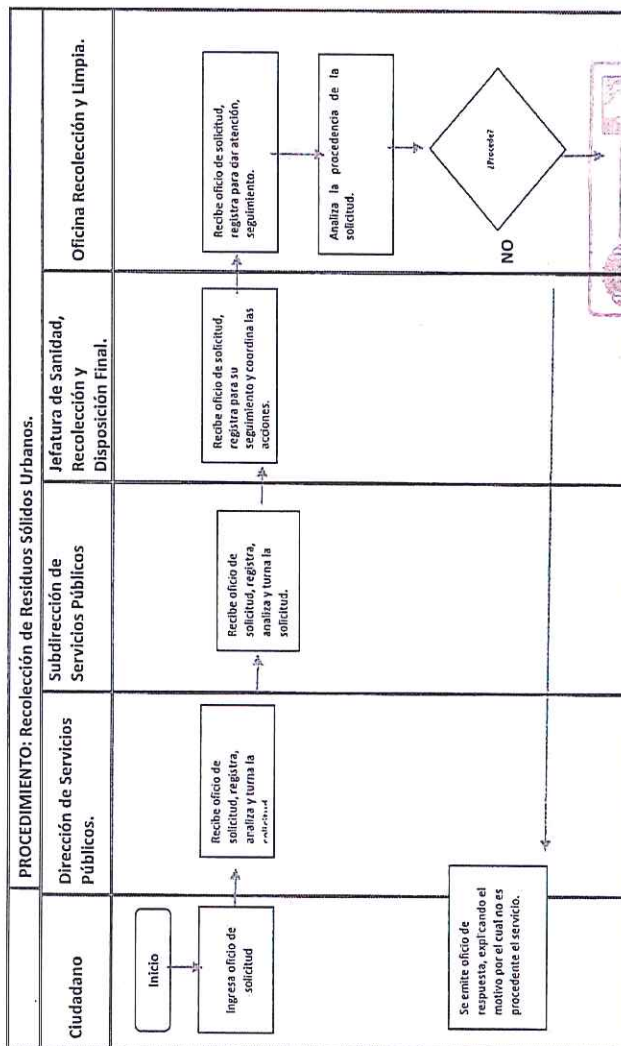 PROCEDIMIENTO: Recolección de Residuos Sólidos Urbanos.
Ciudadano
Dirección de Servicios
Públicos.
Subdirección de
Servicios Públicos
Jefatura de Sanidad,
Recolección y
Disposición Final.
Oficina Recolección y Limpia.
Inicio
Ingresa oficio de
solicitud
Recibe oficio de
solicitud, registra,
analiza y turna la
solicitud
Recibe oficio de
solicitud, registra,
analiza y turna la
solicitud.
Recibe oficio de solicitud,
registra para su
seguimiento y coordina las
acciones.
Recibe oficio de solicitud,
registra para dar atención,
seguimiento.
Analiza la procedencia de la
solicitud.
¿Procede?
NO
Se emite oficio de
respuesta, explicando el
motivo por el cual no es
procedente el servicio.